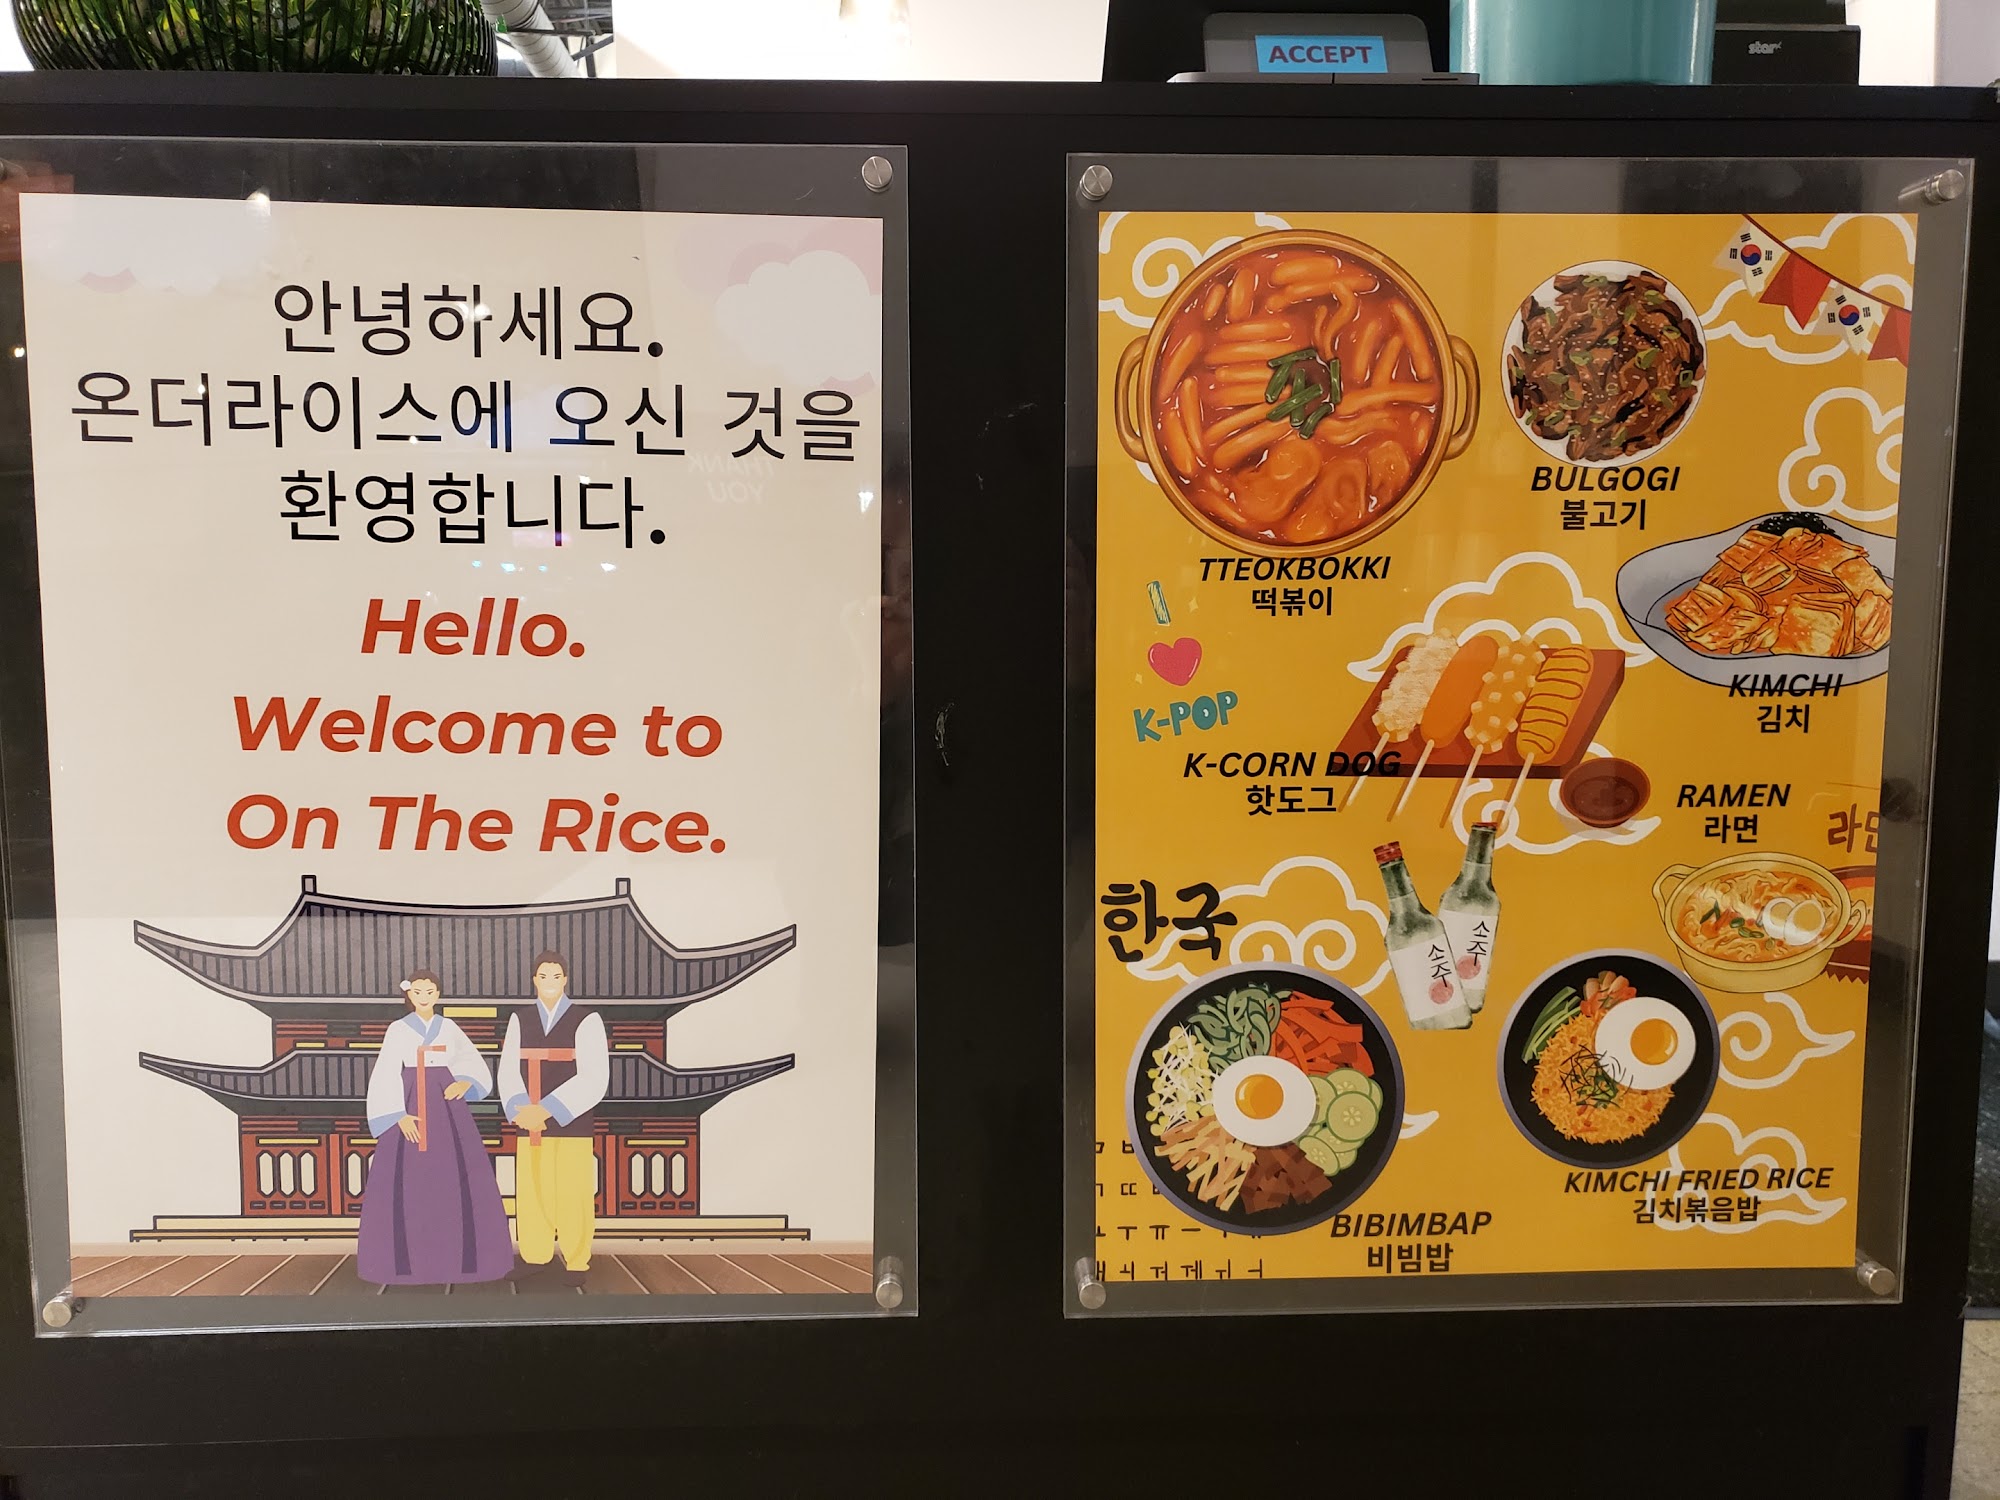 ACCEPT
star
안녕하세요.
온더라이스에 오신 것을
환영합니다.
Hello.
Welcome to
On The Rice.
THANK
YOU
BULGOGI
불고기
TTEOKBOKKI
떡볶이
I
K-POP
KIMCHI
김치
K-CORN DOG
핫도그
RAMEN
라면
한국
소주
소주
KIMCHI FRIED RICE
김치볶음밥
BIBIMBAP
비빔밥